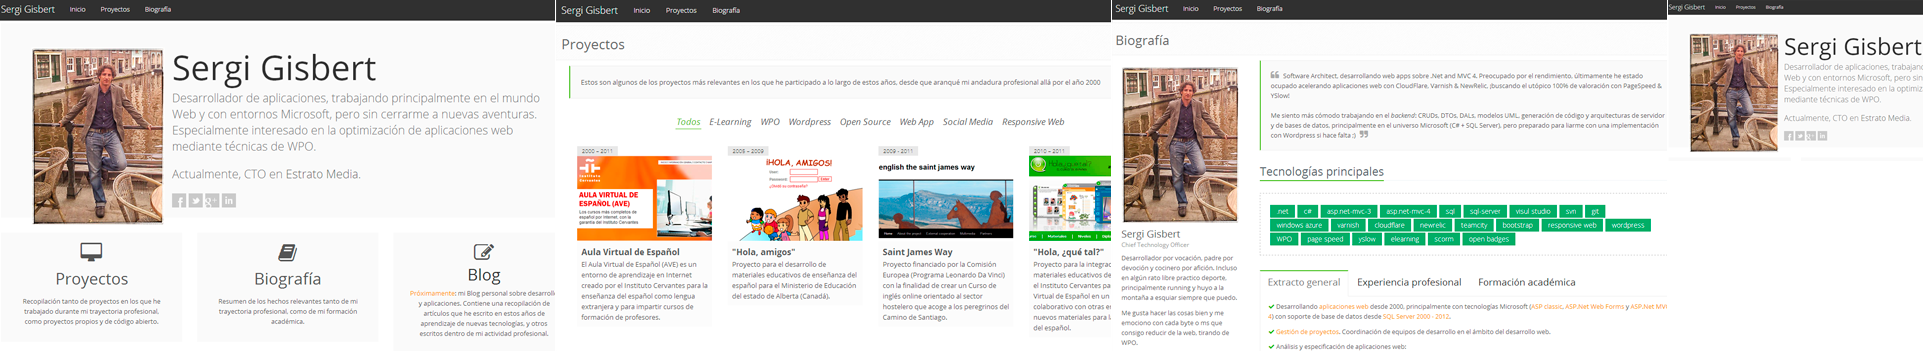 Sergi Gisbert
Inicio
Proyectos
Biografía
Sergi Gisbert
Desarrollador de aplicaciones, trabajando principalmente en el mundo
Web y con entornos Microsoft, pero sin cerrarme a nuevas aventuras.
Especialmente interesado en la optimización de aplicaciones web
mediante técnicas de WPO.
Actualmente, CTO en Estrato Media.
Proyectos
Recopilación tanto de proyectos en los que he
trabajado durante mi trayectoria profesional,
como proyectos propios y de código abierto.
Biografía
Resumen de los hechos relevantes tanto de mi
trayectoria profesional, como de mi formación
académica.
Blog
Próximamente: mi Blog personal sobre desarrollo
y aplicaciones. Contiene una recopilación de
artículos que he escrito en estos años de
aprendizaje de nuevas tecnologías, y otros
escritos dentro de mi actividad profesional.
Sergi Gisbert
Inicio
Proyectos
Biografía
Proyectos
Estos son algunos de los proyectos más relevantes en los que he participado a lo largo de estos años, desde que aranqué mi andadura profesional allá por el año 2000
Todos E-Learning WPO Wordpress Open Source Web App Social Media Responsive Web
2000 – 2011
Instituto
Cervantes
AULA VIRTUAL DE
ESPAÑOL (AVE)
Los cursos más completos de
español por Internet, con la
Aula Virtual de Español
El Aula Virtual de Español (AVE) es un
entorno de aprendizaje en Internet
creado por el Instituto Cervantes para la
enseñanza del español como lengua
extranjera y para impartir cursos de
formación de profesores.
2008 – 2009
¡HOLA, AMIGOS!
"Hola, amigos"
Proyecto para el desarrollo de
materiales educativos de enseñanza del
español para el Ministerio de Educación
del estado de Alberta (Canadá).
2009 - 2011
english the saint james way
Saint James Way
Proyecto financiado por la Comisión
Europea (Programa Leonardo Da Vinci)
con la finalidad de crear un Curso de
Inglés online orientado al sector
hostelero que acoge a los peregrinos del
Camino de Santiago.
2010 – 2011
"Hola, ¿qué tal?"
Proyecto para la integra
materiales educativos de
del Instituto Cervantes en
colaborativo con otras en
nuevos materiales para la
del español.
Sergi Gisbert
Inicio
Proyectos
Biografía
Biografía
Sergi Gisbert
Chief Technology Officer
Desarrollador por vocación, padre por
devoción y cocinero por afición. Incluso
en algún rato libre practico deporte,
principalmente running y huyo a la
montaña a esquiar siempre que puedo.
Me gusta hacer las cosas bien y me
emociono con cada byte o ms que
consigo reducir de la web, tirando de
WPO.
Software Architect, desarrollando web apps sobre .Net and MVC 4. Preocupado por el rendimiento, últimamente he estado
ocupado acelerando aplicaciones web con CloudFlare, Varnish & NewRelic, ¡buscando el utópico 100% de valoración con PageSpeed &
YSlow!
Me siento más cómodo trabajando en el backend: CRUDs, DTOs, DALs, modelos UML, generación de código y arquitecturas de servidor
y de bases de datos, principalmente en el universo Microsoft (C# + SQL Server), pero preparado para liarme con una implementación
con Wordpress si hace falta ;)
Tecnologías principales
.net c# asp.net-mvc-3 asp.net-mvc-4 sql sql-server visul studio svn git
windows azure varnish cloudflare newrelic teamcity bootstrap responsive web wordpress
WPO page speed yslow elearning scorm open badges
Extracto general Experiencia profesional Formación académica
Desarrollando aplicaciones web desde 2000, principalmente con tecnologías Microsoft (ASP classic, ASP.Net Web Forms y ASP.Net MVC
4) con soporte de base de datos desde SQL Server 2000 - 2012.
Gestión de proyectos. Coordinación de equipos de desarrollo en el ámbito del desarrollo web,
Análisis y especificación de aplicaciones web;
Sergi Gisbert
Inicio
Proyectos
Biografía
Sergi Gisbert
Desarrollador de aplicaciones, trabajand
Web y con entornos Microsoft, pero sin
Especialmente interesado en la optimiza
mediante técnicas de WPO.
Actualmente, CTO en Estrato Media.